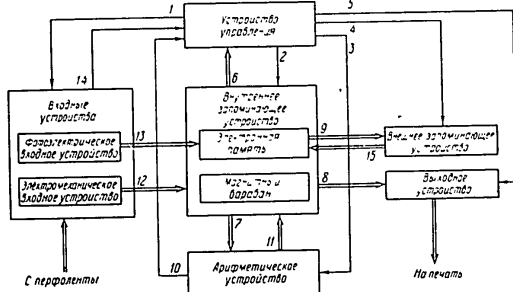 1
5
Устройство
управления
4
3
14
2
6
Входные
устройства
Внутреннее
запоминающее
устройство
Фотоэлектрическое
входное устройство
13
Электронная
память
9
15
Внешнее запоминающее
устройство
Электромеханическое
входное устройство
12
Магнитный
барабан
8
Выходное
устройство
7
11
С перфоленты
10
Арифметическое
устройство
На печать